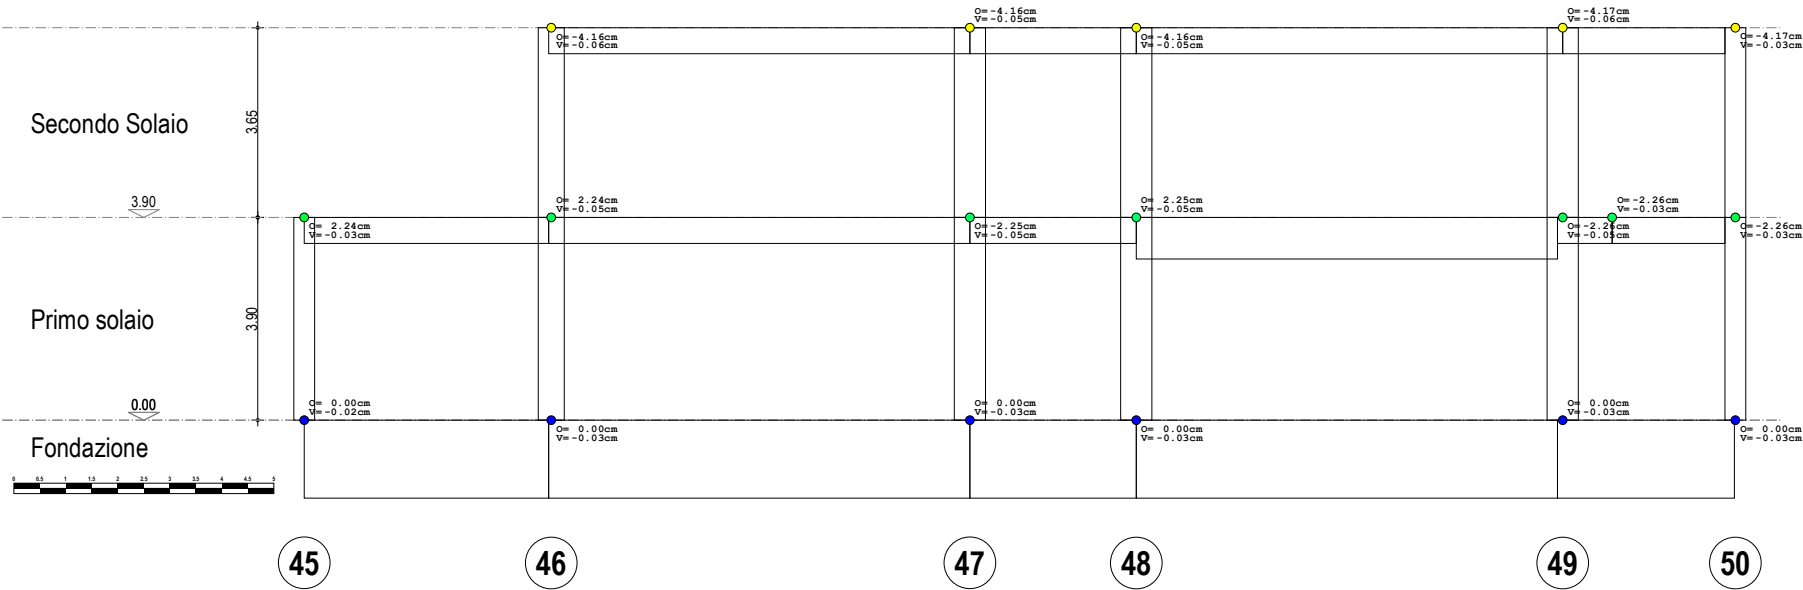 O=-4.16cm
V=-0.05cm
O=-4.17cm
V=-0.06cm
O=-4.16cm
V=-0.06cm
O=-4.16cm
V=-0.05cm
O=-4.17cm
V=-0.03cm
Secondo Solaio
3.65
3.90
O= 2.24cm
V=-0.05cm
O= 2.25cm
V=-0.05cm
O=-2.26cm
V=-0.03cm
O= 2.24cm
V=-0.03cm
O=-2.25cm
V=-0.05cm
O=-2.26cm
V=-0.05cm
O=-2.26cm
V=-0.03cm
Primo solaio
3.90
0.00
O= 0.00cm
V=-0.02cm
O= 0.00cm
V=-0.03cm
O= 0.00cm
V=-0.03cm
O= 0.00cm
V=-0.03cm
O= 0.00cm
V=-0.03cm
O= 0.00cm
V=-0.03cm
Fondazione
0 0.5 1 1.5 2 2.5 3 3.5 4 4.5 5
45 46 47 48 49 50